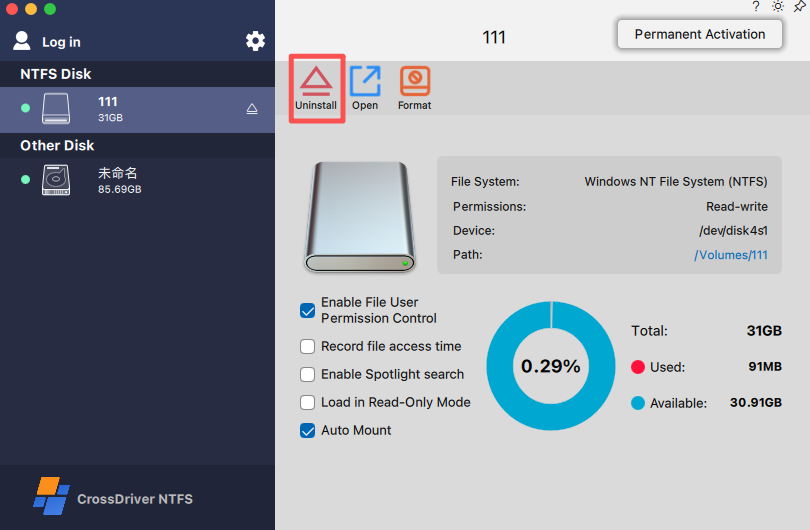 ?
Log in
111
Permanent Activation
NTFS Disk
111
31GB
Other Disk
未命名
85.69GB
CrossDriver NTFS
Uninstall
Open
Format
File System: Windows NT File System (NTFS)
Permissions: Read-write
Device: /dev/disk4s1
Path: /Volumes/111
Enable File User
Permission Control
Record file access time
Enable Spotlight search
Load in Read-Only Mode
Auto Mount
0.29%
Total: 31GB
Used: 91MB
Available: 30.91GB